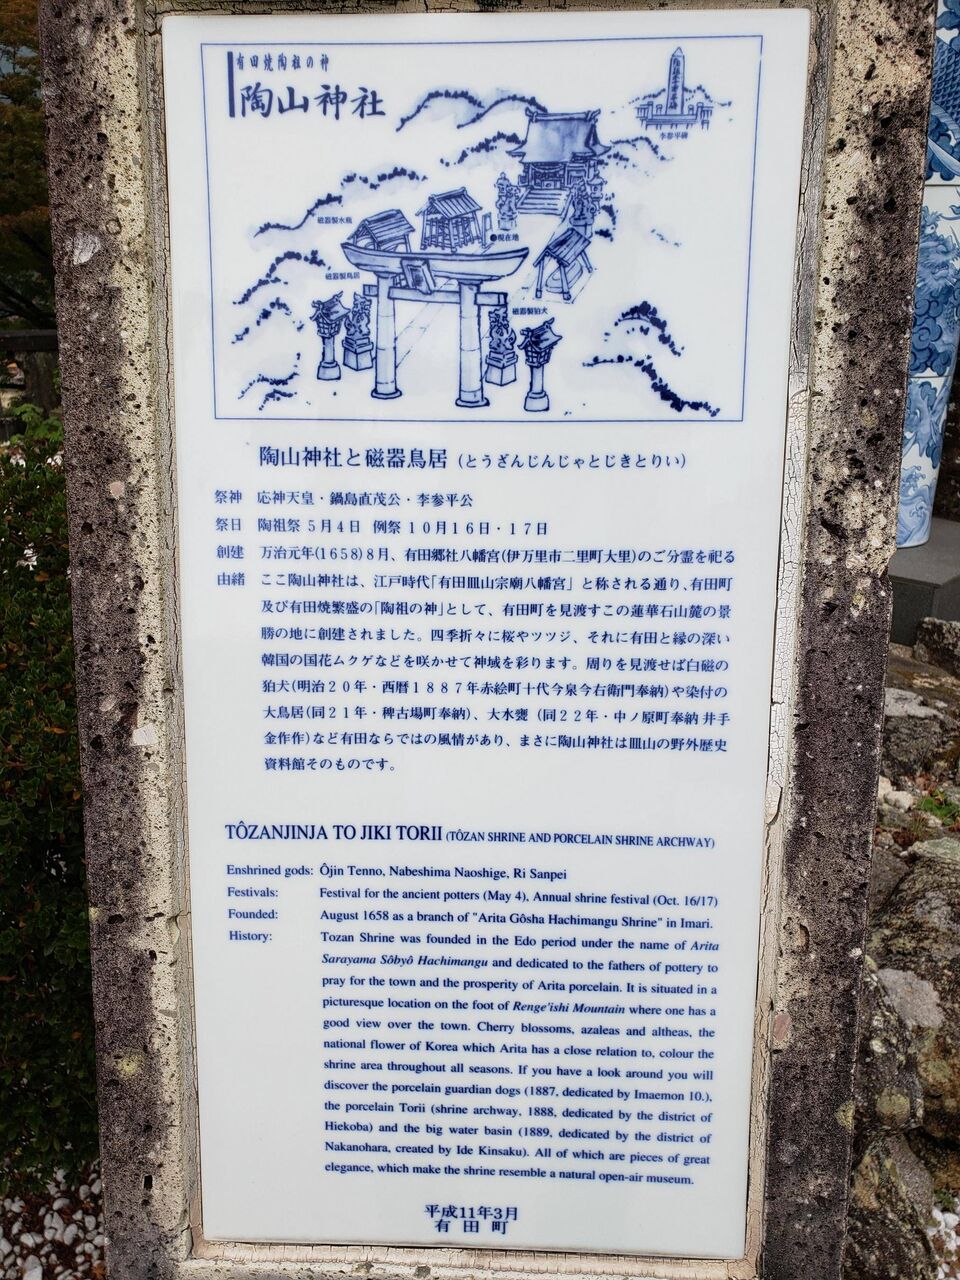 有田焼陶祖の神
陶山神社
李参平碑
磁器製水瓶
●現在地
磁器製鳥居
磁器製狛犬
陶山神社と磁器鳥居（とうざんじんじゃとじきとりい）
祭神　応神天皇・鍋島直茂公・李参平公
祭日　陶祖祭 5月4日　例祭 10月16日・17日
創建　万治元年(1658)8月、有田郷社八幡宮(伊万里市二里町大里)のご分霊を祀る
由緒　ここ陶山神社は、江戸時代「有田皿山宗廟八幡宮」と称される通り、有田町
及び有田焼繁盛の「陶祖の神」として、有田町を見渡すこの蓮華石山麓の景
勝の地に創建されました。四季折々に桜やツツジ、それに有田と縁の深い
韓国の国花ムクゲなどを咲かせて神域を彩ります。周りを見渡せば白磁の
狛犬(明治20年・西暦1887年赤絵町十代今泉今右衛門奉納)や染付の
大鳥居(同21年・稗古場町奉納)、大水甕（同22年・中ノ原町奉納 井手
金作作)など有田ならではの風情があり、まさに陶山神社は皿山の野外歴史
資料館そのものです。
TÔZANJINJA TO JIKI TORII (TÔZAN SHRINE AND PORCELAIN SHRINE ARCHWAY)
Enshrined gods: Ôjin Tenno, Nabeshima Naoshige, Ri Sanpei
Festivals: Festival for the ancient potters (May 4), Annual shrine festival (Oct. 16/17)
Founded: August 1658 as a branch of "Arita Gôsha Hachimangu Shrine" in Imari.
History: Tozan Shrine was founded in the Edo period under the name of Arita
Sarayama Sôbyô Hachimangu and dedicated to the fathers of pottery to
pray for the town and the prosperity of Arita porcelain. It is situated in a
picturesque location on the foot of Renge'ishi Mountain where one has a
good view over the town. Cherry blossoms, azaleas and altheas, the
national flower of Korea which Arita has a close relation to, colour the
shrine area throughout all seasons. If you have a look around you will
discover the porcelain guardian dogs (1887, dedicated by Imaemon 10.),
the porcelain Torii (shrine archway, 1888, dedicated by the district of
Hiekoba) and the big water basin (1889, dedicated by the district of
Nakanohara, created by Ide Kinsaku). All of which are pieces of great
elegance, which make the shrine resemble a natural open-air museum.
平成11年3月
有田町